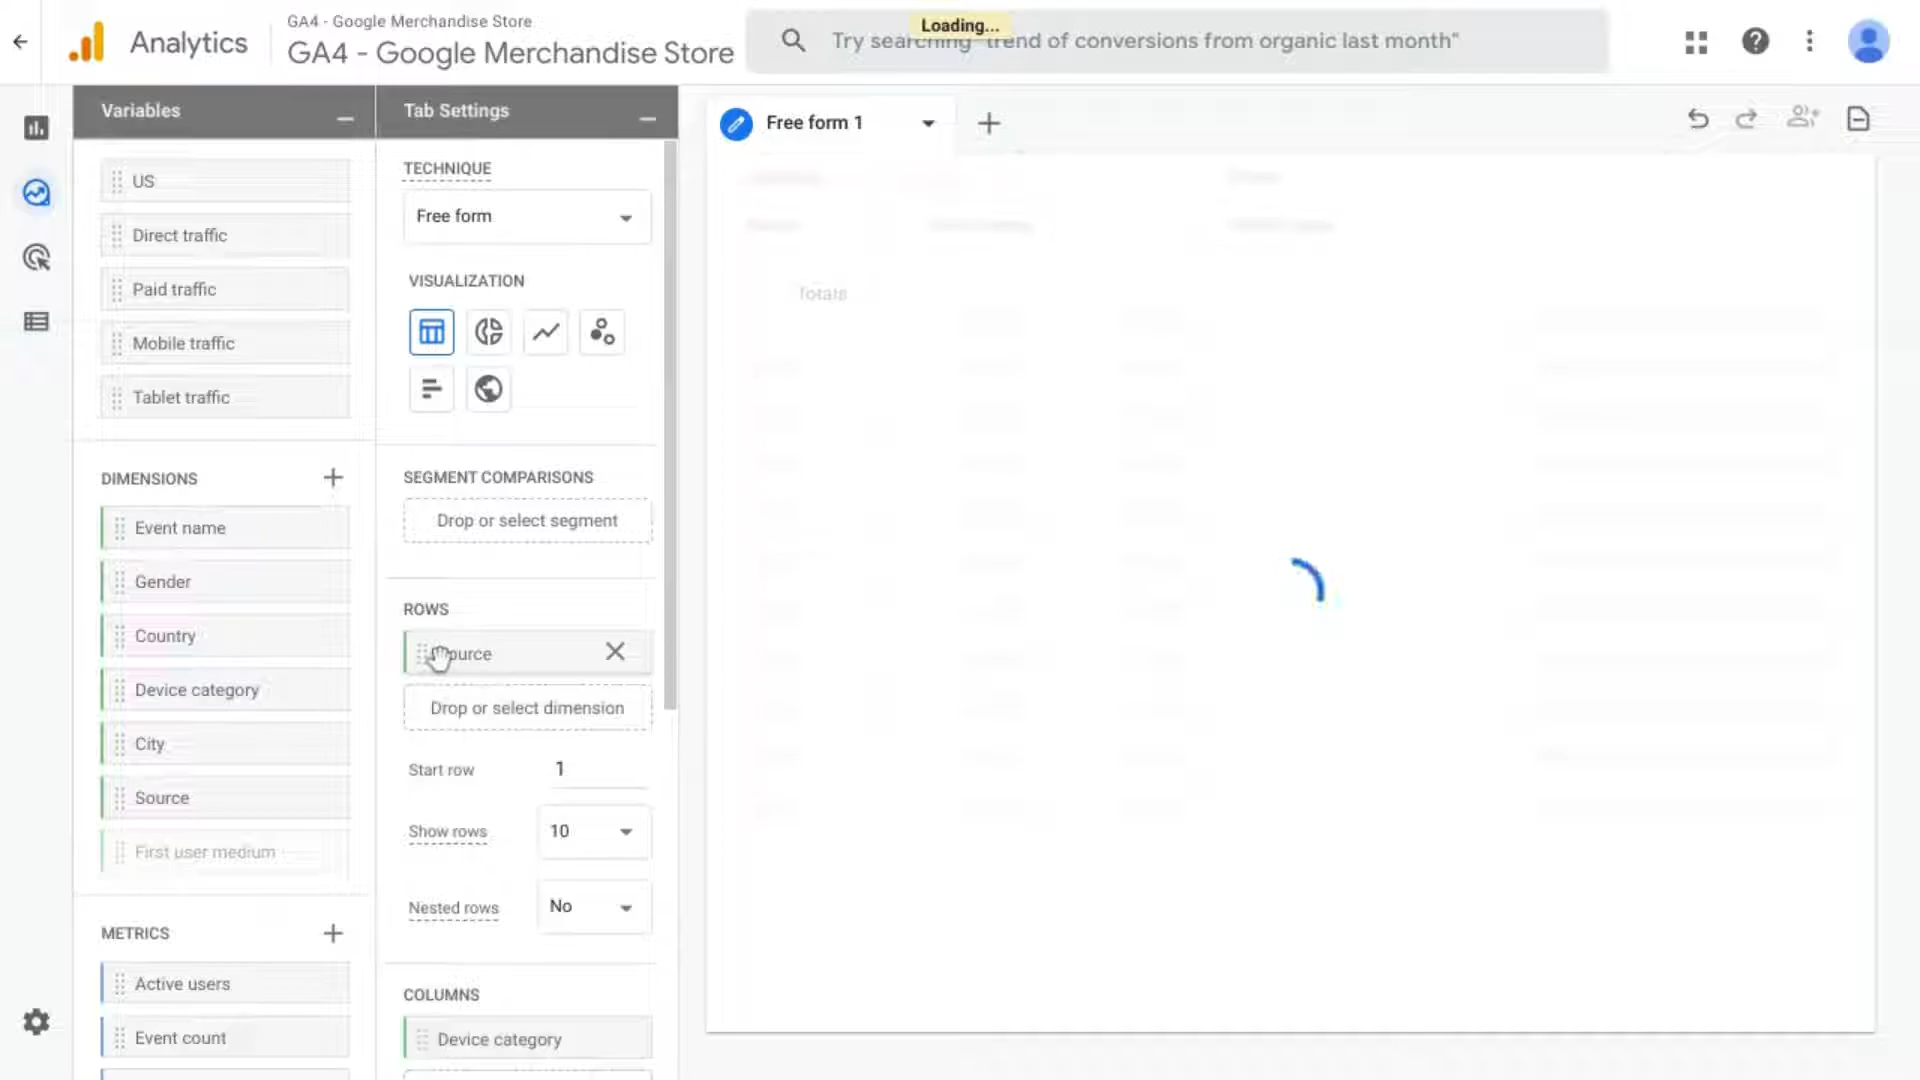 GA4 - Google Merchandise Store
Analytics
GA4 - Google Merchandise Store
Loading...
Try searching "trend of conversions from organic last month"
Variables
US
Direct traffic
Paid traffic
Mobile traffic
Tablet traffic
DIMENSIONS
Event name
Gender
Country
Device category
City
Source
First user medium
METRICS
Active users
Event count
Tab Settings
TECHNIQUE
Free form
VISUALIZATION
SEGMENT COMPARISONS
Drop or select segment
ROWS
Source
Drop or select dimension
Start row 1
Show rows 10
Nested rows No
COLUMNS
Device category
Free form 1
Totals